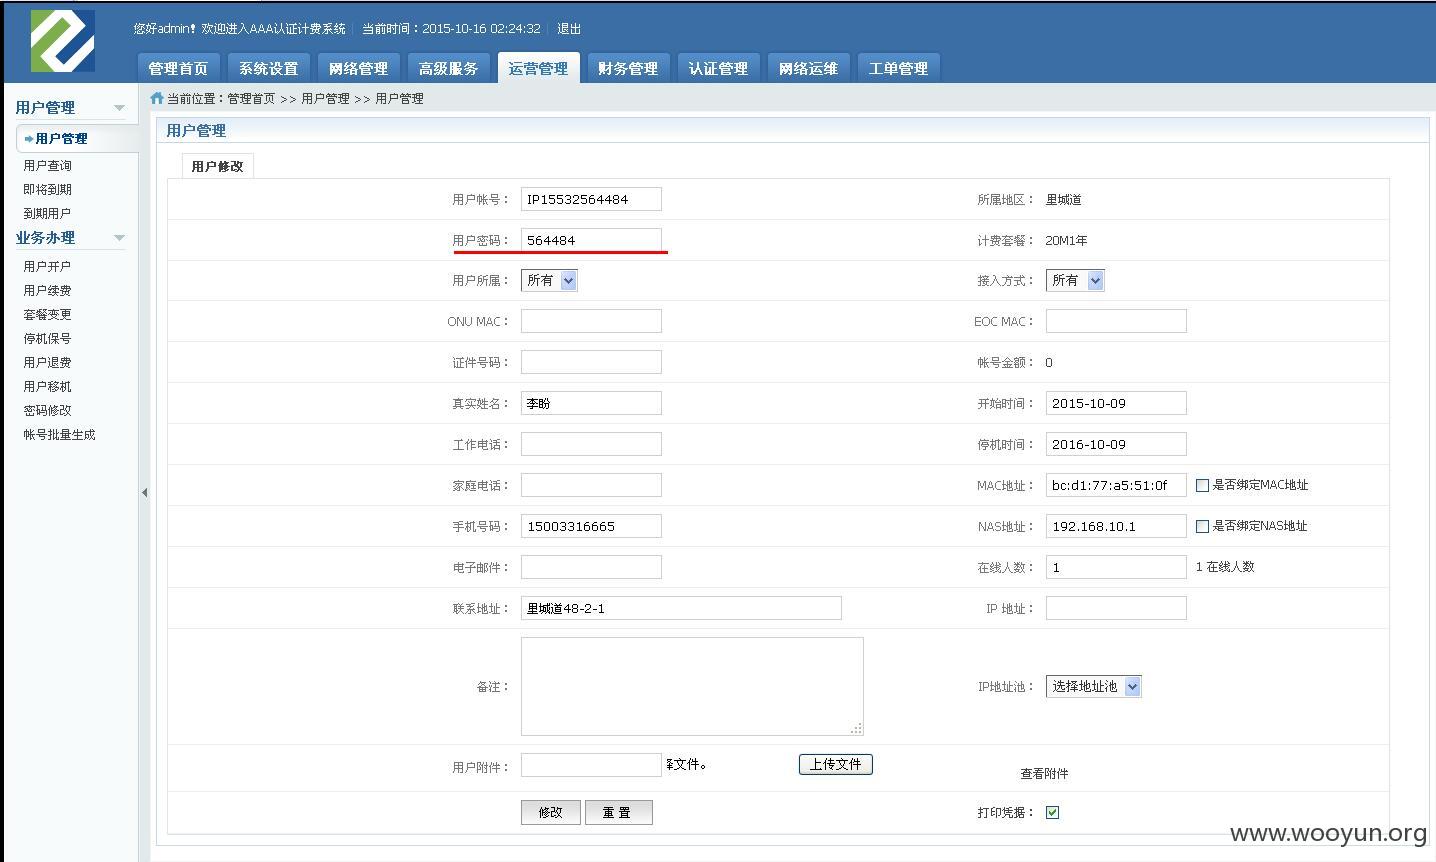 您好admin! 欢迎进入AAA认证计费系统 当前时间：2015-10-16 02:24:32 退出
管理首页 系统设置 网络管理 高级服务 运营管理 财务管理 认证管理 网络运维 工单管理
当前位置：管理首页 >> 用户管理 >> 用户管理
用户管理
用户管理
用户查询
即将到期
到期用户
业务办理
用户开户
用户续费
套餐变更
停机保号
用户退费
用户移机
密码修改
帐号批量生成
用户管理
用户修改
用户帐号： IP15532564484 所属地区： 里城道
用户密码： 564484 计费套餐： 20M1年
用户所属： 所有 接入方式： 所有
ONU MAC： EOC MAC：
证件号码： 帐号金额： 0
真实姓名： 李盼 开始时间： 2015-10-09
工作电话： 停机时间： 2016-10-09
家庭电话： MAC地址： bc:d1:77:a5:51:0f 是否绑定MAC地址
手机号码： 15003316665 NAS地址： 192.168.10.1 是否绑定NAS地址
电子邮件： 在线人数： 1 1 在线人数
联系地址： 里城道48-2-1 IP 地址：
备注： IP地址池： 选择地址池
用户附件： 文件。 上传文件 查看附件
修改 重 置 打印凭据：
www.wooyun.org